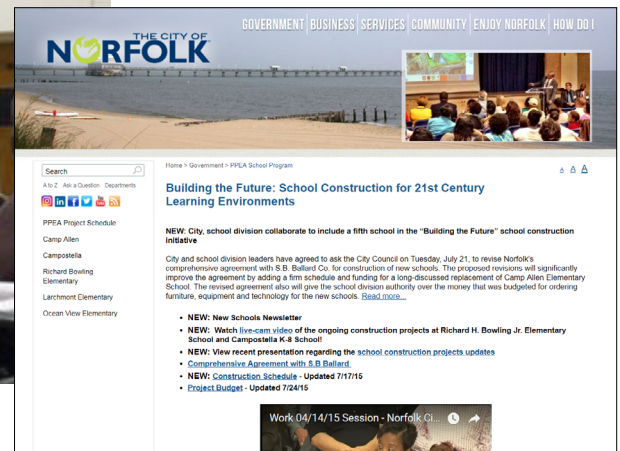 THE CITY OF
NORFOLK
GOVERNMENT BUSINESS SERVICES COMMUNITY ENJOY NORFOLK HOW DO I
Search
A to Z Ask a Question Departments
PPEA Project Schedule
Camp Allen
Campostella
Richard Bowling
Elementary
Larchmont Elementary
Ocean View Elementary
Home > Government > PPEA School Program
A A A
Building the Future: School Construction for 21st Century
Learning Environments
NEW: City, school division collaborate to include a fifth school in the “Building the Future” school construction
initiative
City and school division leaders have agreed to ask the City Council on Tuesday, July 21, to revise Norfolk's
comprehensive agreement with S.B. Ballard Co. for construction of new schools. The proposed revisions will significantly
improve the agreement by adding a firm schedule and funding for a long-discussed replacement of Camp Allen Elementary
School. The revised agreement also will give the school division authority over the money that was budgeted for ordering
furniture, equipment and technology for the new schools. Read more...
• NEW: New Schools Newsletter
• NEW: Watch live-cam video of the ongoing construction projects at Richard H. Bowling Jr. Elementary
School and Campostella K-8 School!
• NEW: View recent presentation regarding the school construction projects updates
• Comprehensive Agreement with S.B Ballard
• NEW: Construction Schedule - Updated 7/17/15
• Project Budget - Updated 7/24/15
Work 04/14/15 Session - Norfolk Ci...